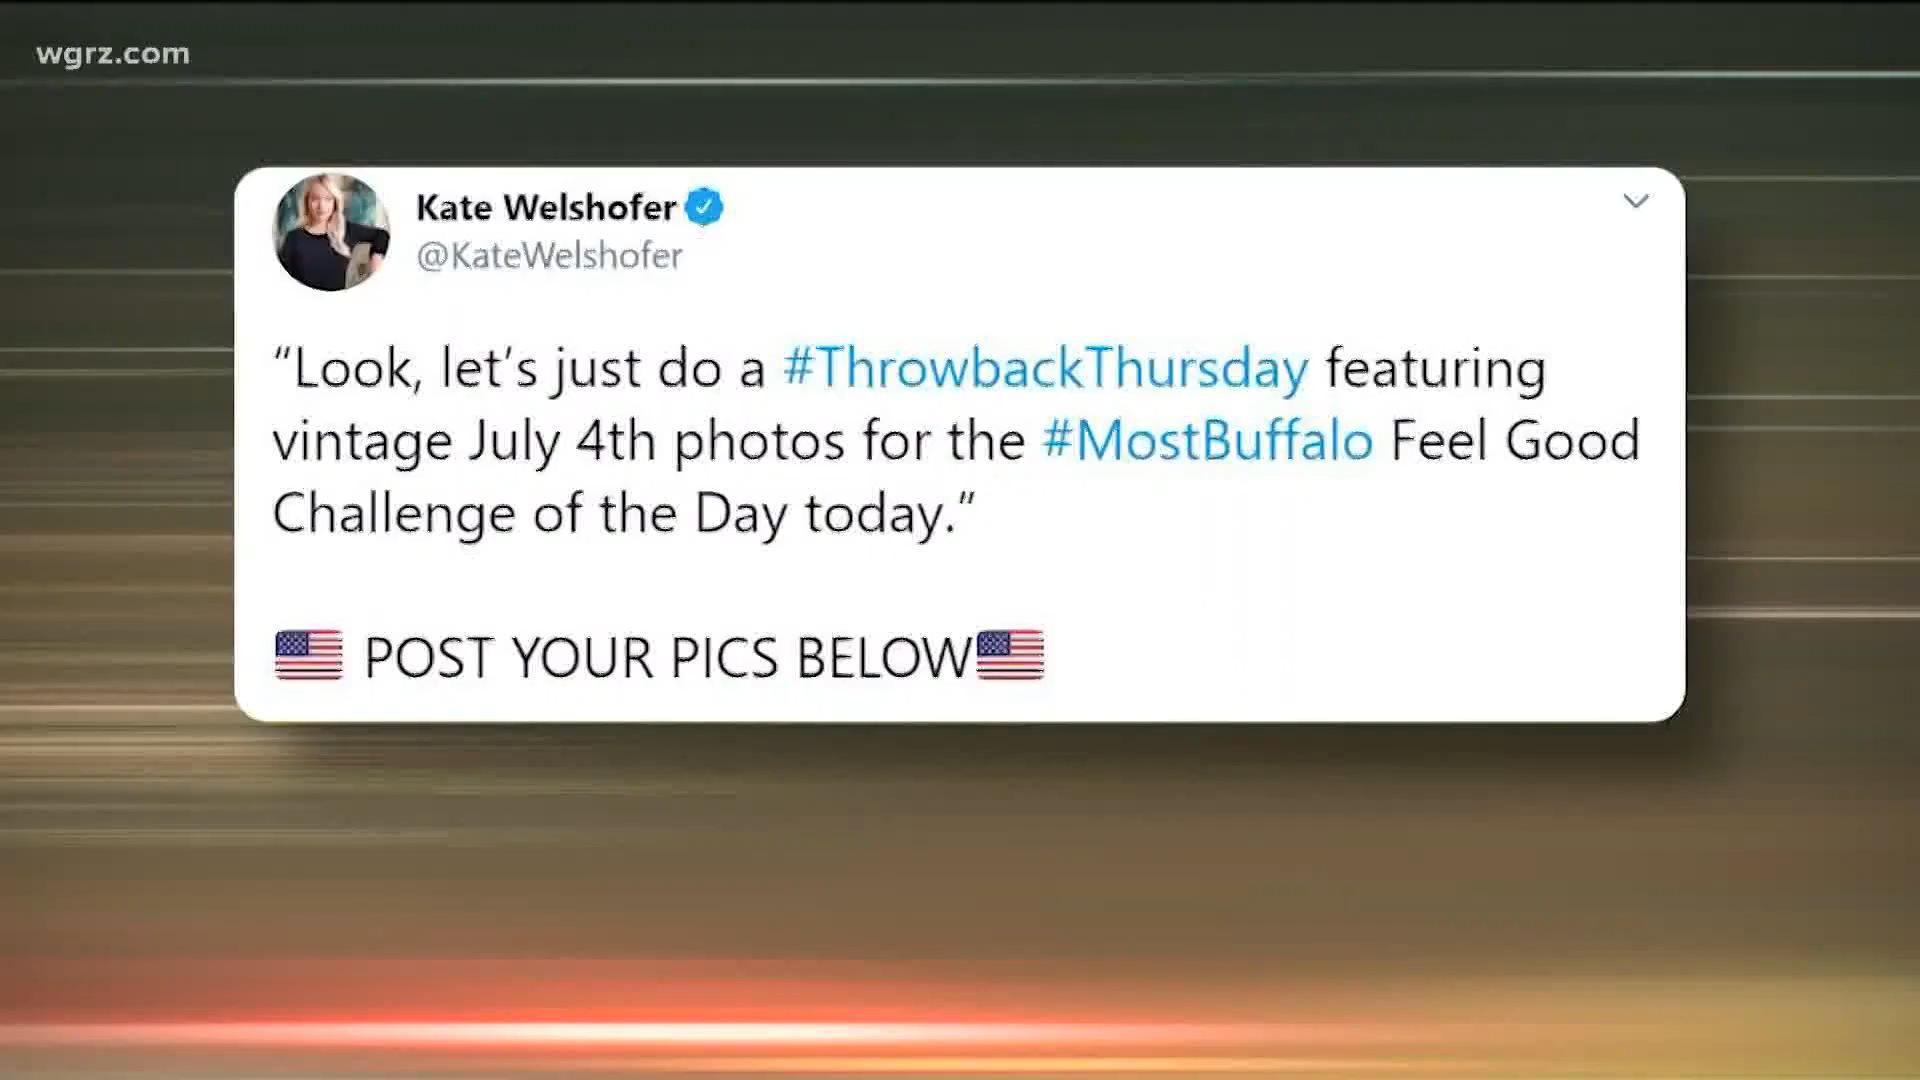 wgrz.com
Kate Welshofer
@KateWelshofer
“Look, let’s just do a #ThrowbackThursday featuring
vintage July 4th photos for the #MostBuffalo Feel Good
Challenge of the Day today.”
🇺🇸 POST YOUR PICS BELOW🇺🇸